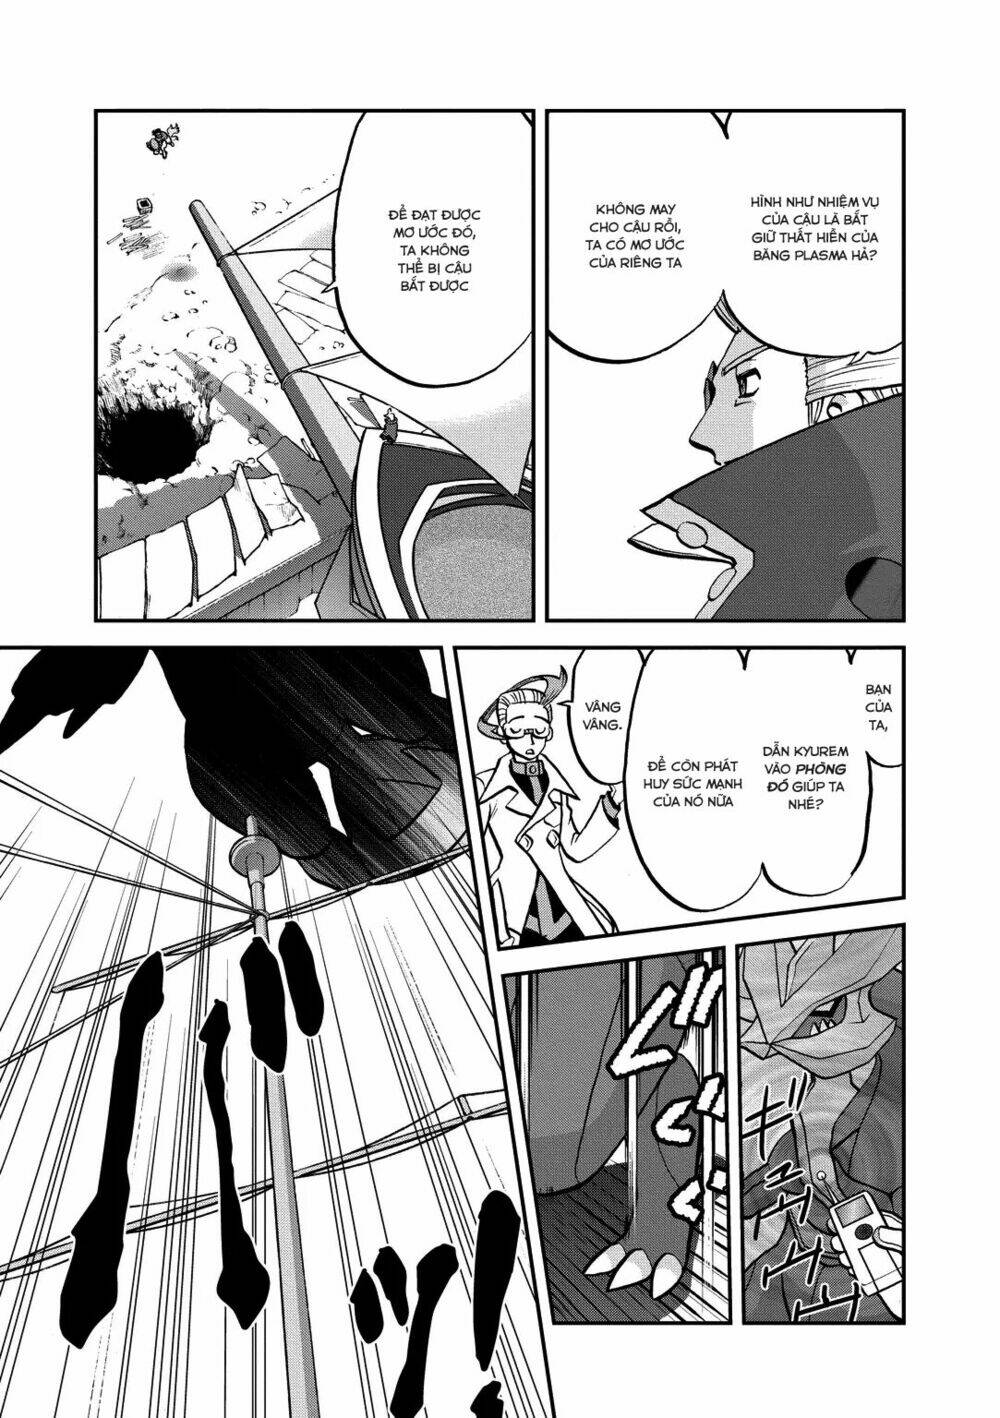 HÌNH NHƯ NHIỆM VỤ
CỦA CẬU LÀ BẮT
GIỮ THẤT HIỀN CỦA
BĂNG PLASMA HẢ?
KHÔNG MAY
CHO CẬU RỒI,
TA CÓ MƠ ƯỚC
CỦA RIÊNG TA
ĐỂ ĐẠT ĐƯỢC
MƠ ƯỚC ĐÓ,
TA KHÔNG
THỂ BỊ CẬU
BẮT ĐƯỢC
BẠN
CỦA
TA,
DẪN KYUREM
VÀO PHÒNG
ĐÓ GIÚP TA
NHÉ?
ĐỂ CÒN PHÁT
HUY SỨC MẠNH
CỦA NÓ NỮA
VÂNG
VÂNG.